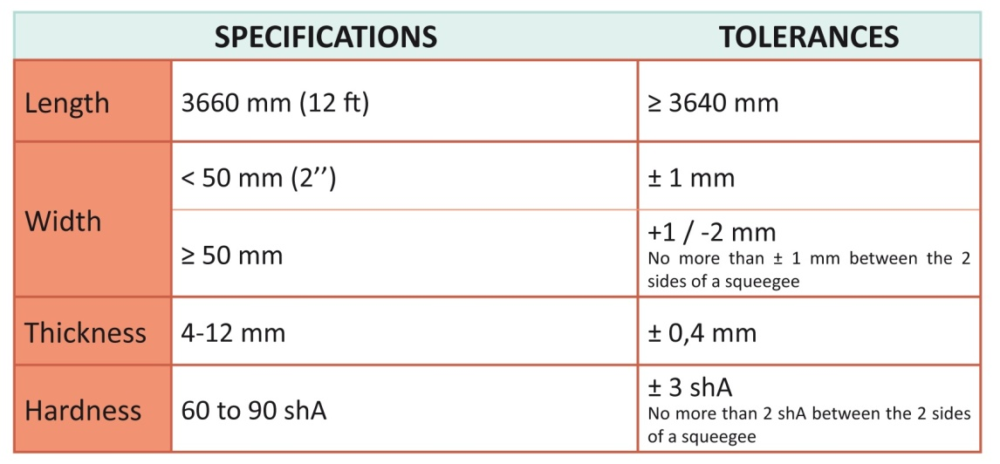 SPECIFICATIONS TOLERANCES
Length 3660 mm (12 ft) ≥ 3640 mm
Width
< 50 mm (2’’) ± 1 mm
≥ 50 mm
+1 / -2 mm
No more than ± 1 mm between the 2
sides of a squeegee
Thickness 4-12 mm ± 0,4 mm
Hardness 60 to 90 shA
± 3 shA
No more than 2 shA between the 2 sides
of a squeegee